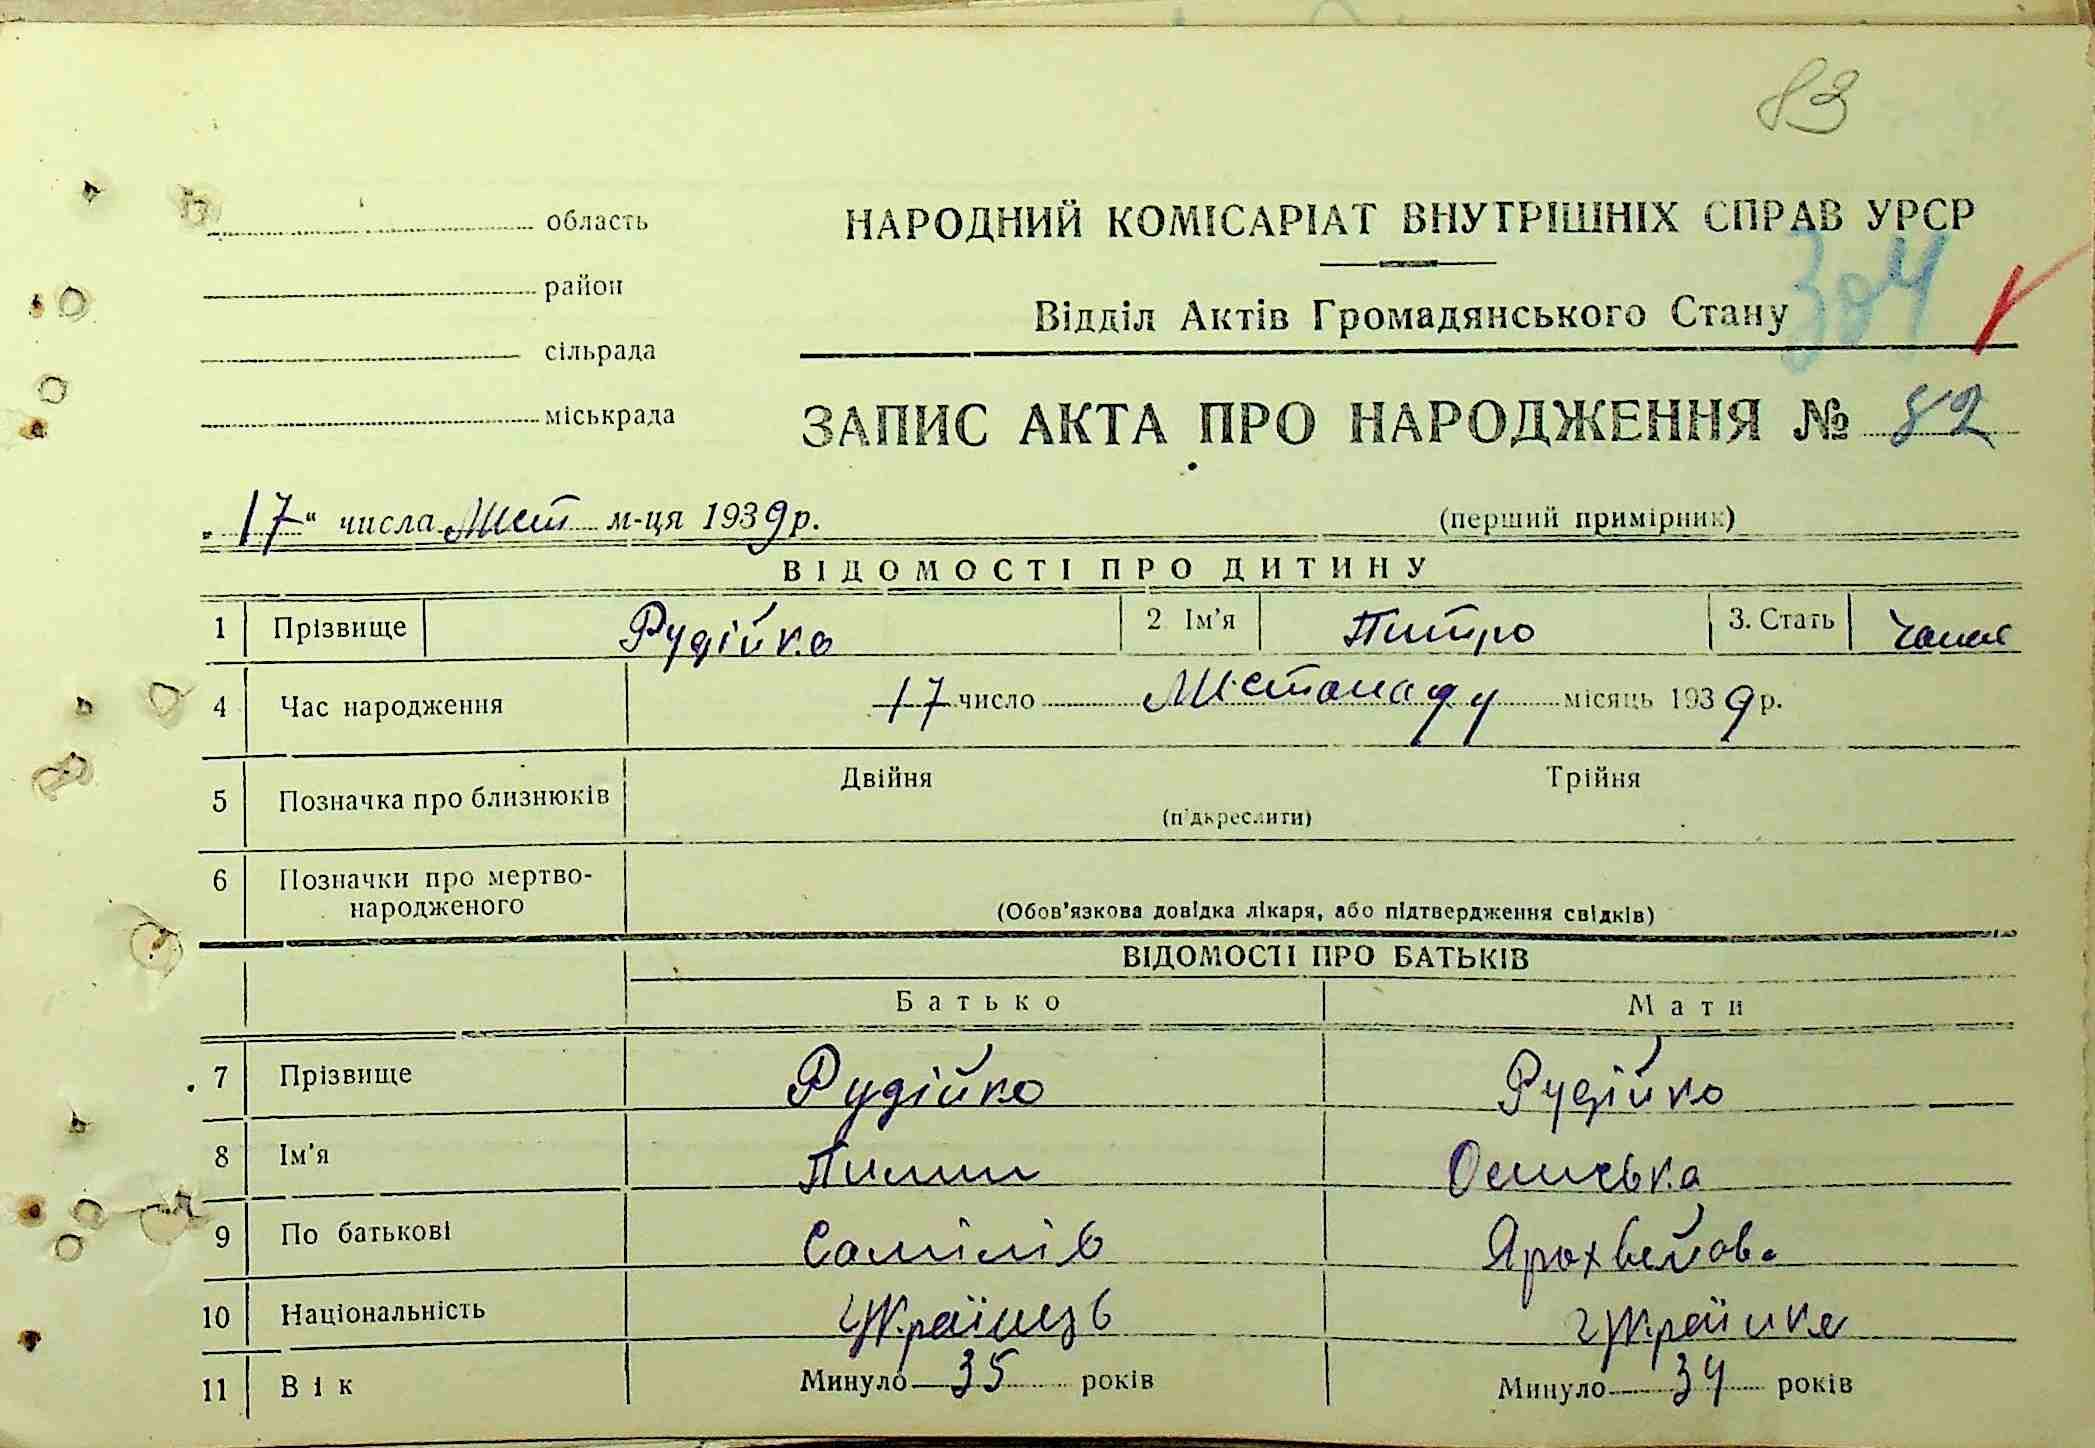 83
область
район
сільрада
міськрада
НАРОДНИЙ КОМІСАРІАТ ВНУТРІШНІХ СПРАВ УРСР
304
Відділ Актів Громадянського Стану
ЗАПИС АКТА ПРО НАРОДЖЕННЯ № 82
„17“ числа Лист м-ця 1939 р.
(перший примірник)
ВІДОМОСТІ ПРО ДИТИНУ
1 Прізвище Рудійко 2 Ім'я Питро 3. Стать
4 Час народження 17 число Листопаду місяць 1939 р.
5 Позначка про близнюків Двійня Трійня
(підкреслити)
6 Позначки про мертво-
народженого
(Обов'язкова довідка лікаря, або підтвердження свідків)
ВІДОМОСТІ ПРО БАТЬКІВ
Батько Мати
7 Прізвище Рудійко Рудійко
8 Ім'я Пилип
9 По батькові
10 Національність Українець Українка
11 Вік Минуло 35 років Минуло 34 років